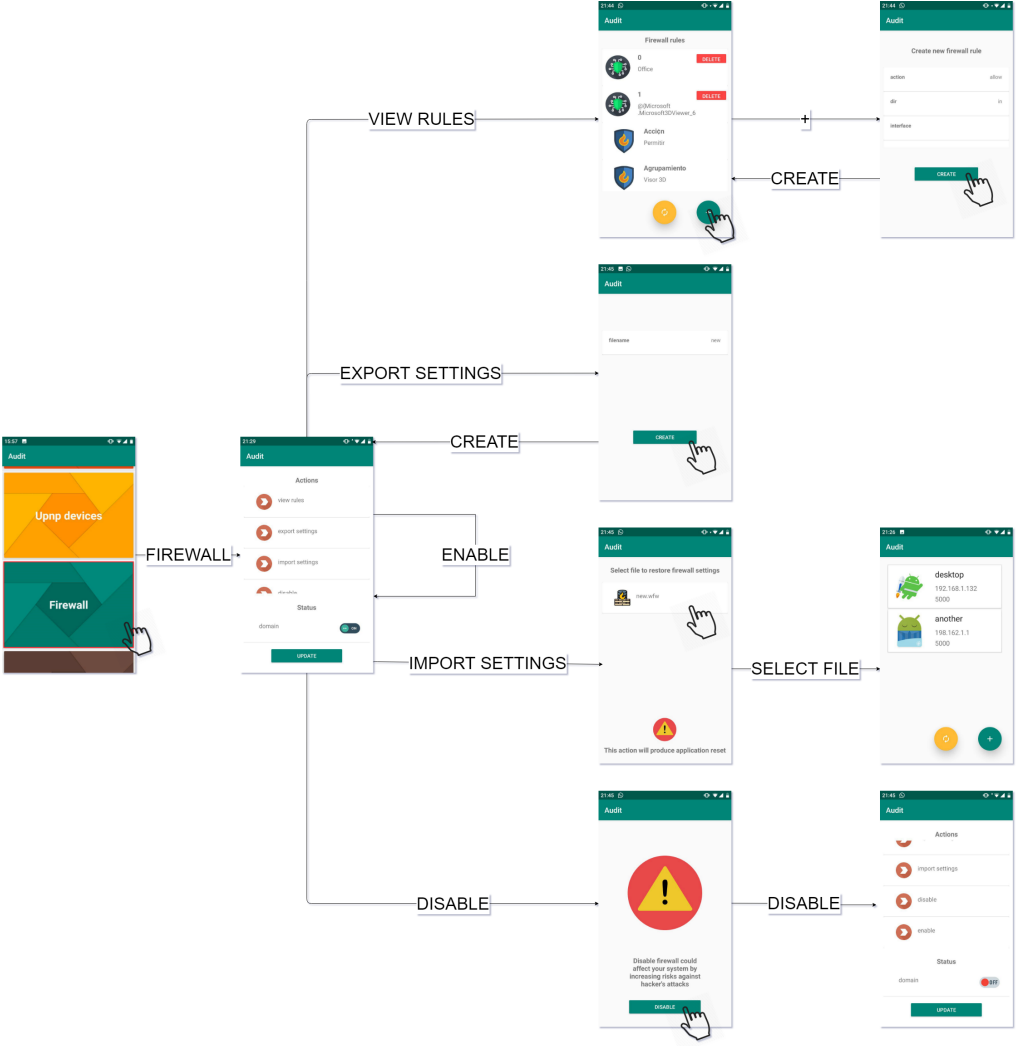 21:44
Audit
Firewall rules
0
DELETE
Office
1
DELETE
@{Microsoft
.Microsoft3DViewer_6
Acción
Permitir
Agrupamiento
Visor 3D
VIEW RULES
+
CREATE
21:44
Audit
Create new firewall rule
action allow
dir in
interface
CREATE
21:45
Audit
filename new
CREATE
EXPORT SETTINGS
CREATE
15:57
Audit
Upnp devices
Firewall
FIREWALL
21:29
Audit
Actions
view rules
export settings
import settings
disable
Status
domain ON
UPDATE
ENABLE
IMPORT SETTINGS
21:45
Audit
Select file to restore firewall settings
new.wfw
This action will produce application reset
SELECT FILE
21:26
Audit
desktop
192.168.1.132
5000
another
198.162.1.1
5000
+
DISABLE
21:45
Audit
!
Disable firewall could
affect your system by
increasing risks against
hacker's attacks
DISABLE
DISABLE
21:45
Audit
Actions
import settings
disable
enable
Status
domain OFF
UPDATE